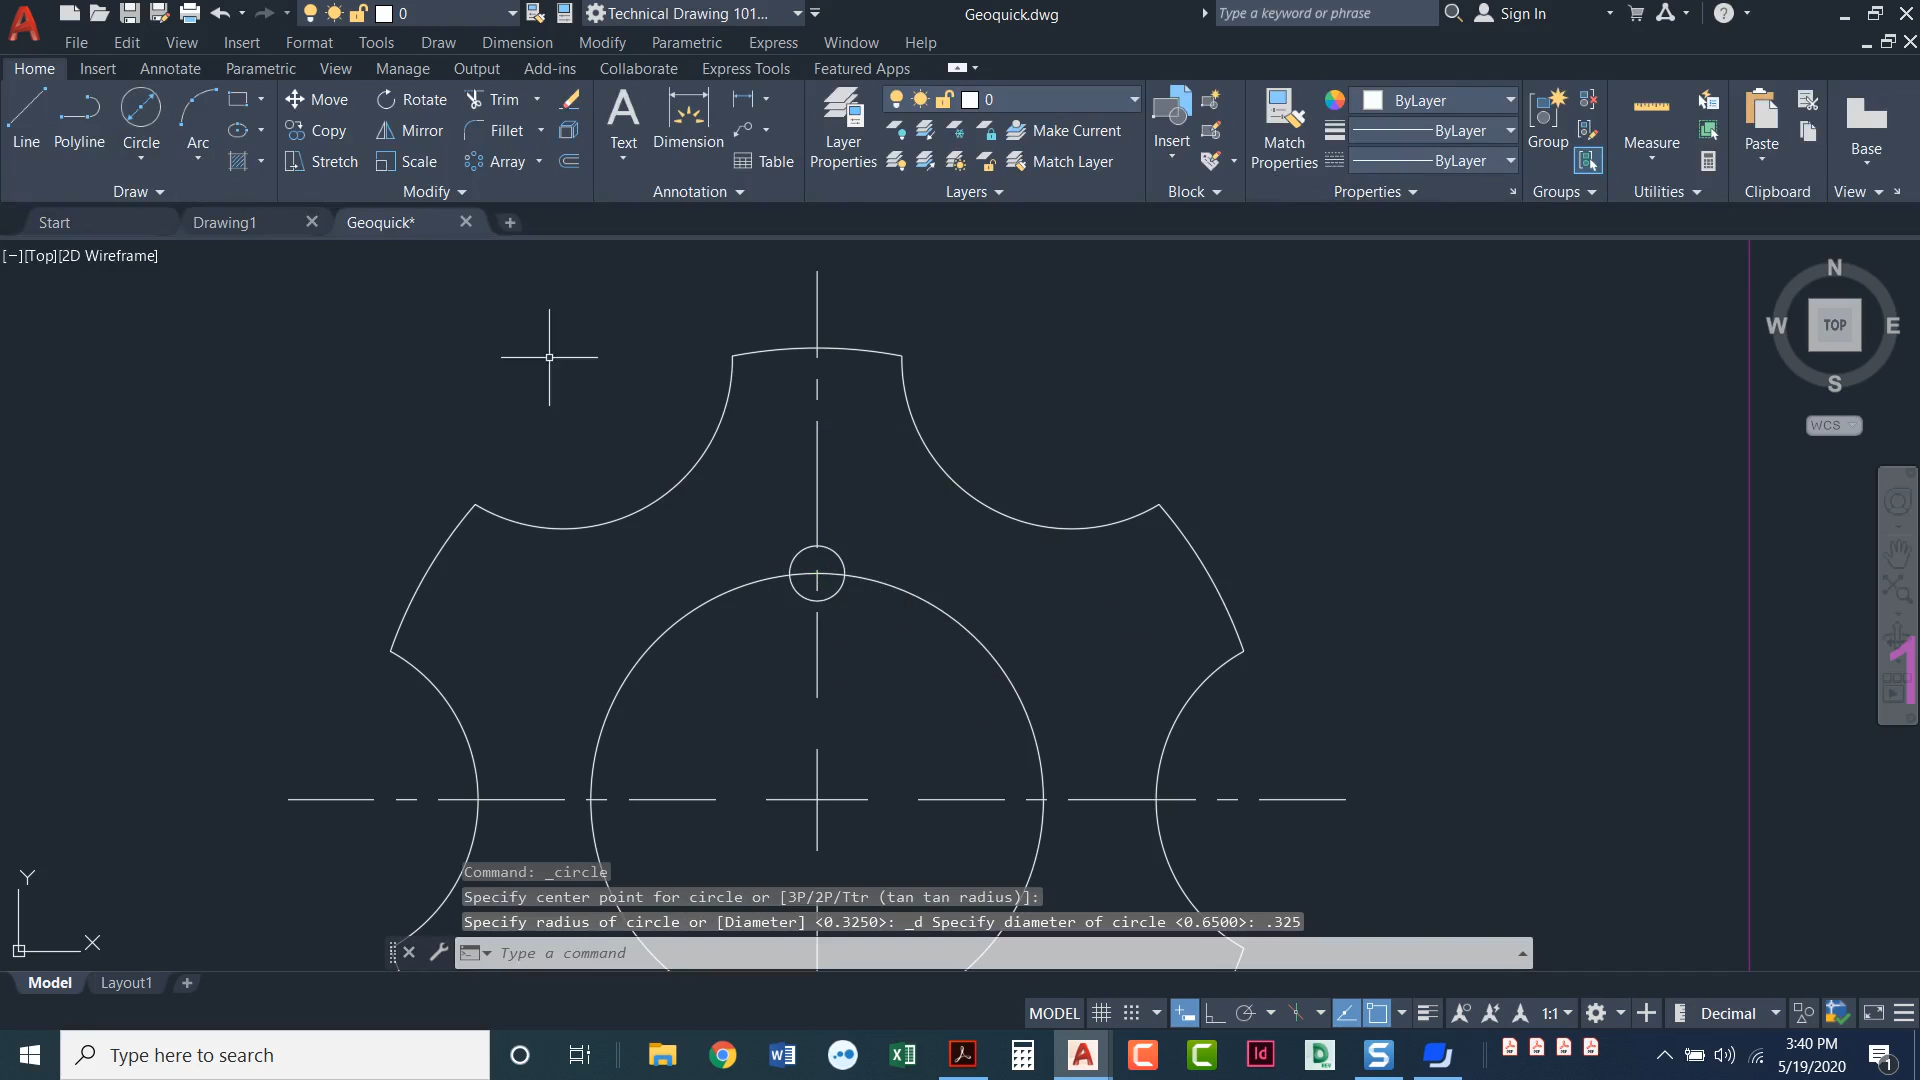 0
Technical Drawing 101...
Geoquick.dwg
Type a keyword or phrase
Sign In
File Edit View Insert Format Tools Draw Dimension Modify Parametric Express Window Help
Home Insert Annotate Parametric View Manage Output Add-ins Collaborate Express Tools Featured Apps
Line
Polyline
Circle
Arc
Draw
Move
Rotate
Trim
Copy
Mirror
Fillet
Stretch
Scale
Array
Modify
Text
Dimension
Table
Annotation
Layer
Properties
0
Make Current
Match Layer
Layers
Insert
Block
Match
Properties
ByLayer
ByLayer
ByLayer
Properties
Group
Groups
Measure
Utilities
Paste
Clipboard
Base
View
Start
Drawing1
Geoquick*
[−][Top][2D Wireframe]
N
W
TOP
E
S
WCS
1
Y
X
Command: _circle
Specify center point for circle or [3P/2P/Ttr (tan tan radius)]:
Specify radius of circle or [Diameter] <0.3250>: _d Specify diameter of circle <0.6500>: .325
Type a command
Model
Layout1
MODEL
1:1
Decimal
Type here to search
3:40 PM
5/19/2020
1